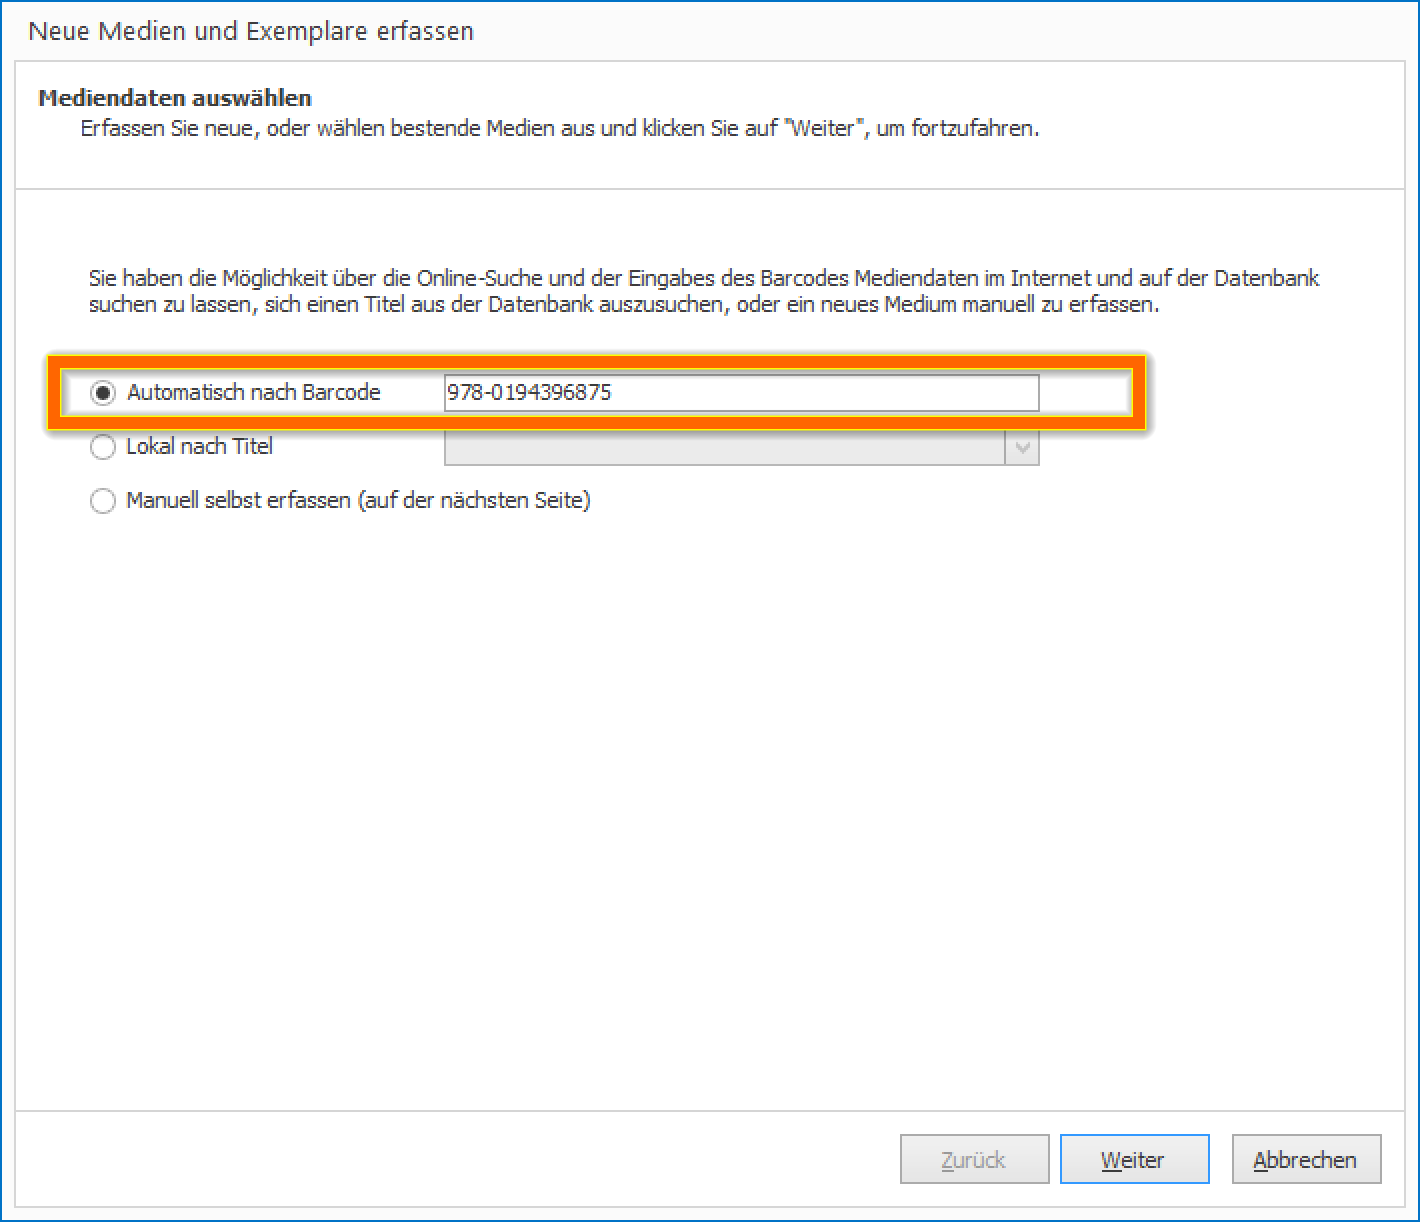 Neue Medien und Exemplare erfassen
Mediendaten auswählen
Erfassen Sie neue, oder wählen bestende Medien aus und klicken Sie auf "Weiter", um fortzufahren.
Sie haben die Möglichkeit über die Online-Suche und der Eingabes des Barcodes Mediendaten im Internet und auf der Datenbank
suchen zu lassen, sich einen Titel aus der Datenbank auszusuchen, oder ein neues Medium manuell zu erfassen.
Automatisch nach Barcode 978-0194396875
Lokal nach Titel
Manuell selbst erfassen (auf der nächsten Seite)
Zurück Weiter Abbrechen